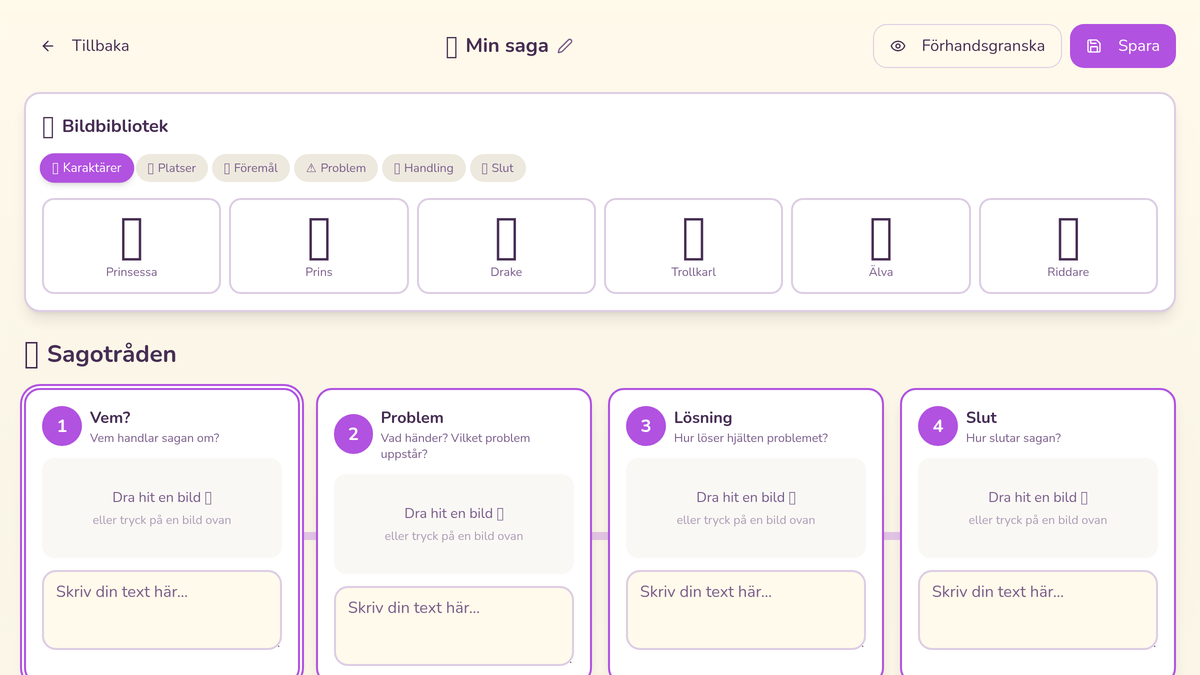 Tillbaka
Min saga
Förhandsgranska
Spara
Bildbibliotek
Karaktärer
Platser
Föremål
⚠ Problem
Handling
Slut
Prinsessa
Prins
Drake
Trollkarl
Älva
Riddare
Sagotråden
1
Vem?
Vem handlar sagan om?
Dra hit en bild
eller tryck på en bild ovan
Skriv din text här...
2
Problem
Vad händer? Vilket problem
uppstår?
Dra hit en bild
eller tryck på en bild ovan
Skriv din text här...
3
Lösning
Hur löser hjälten problemet?
Dra hit en bild
eller tryck på en bild ovan
Skriv din text här...
4
Slut
Hur slutar sagan?
Dra hit en bild
eller tryck på en bild ovan
Skriv din text här...